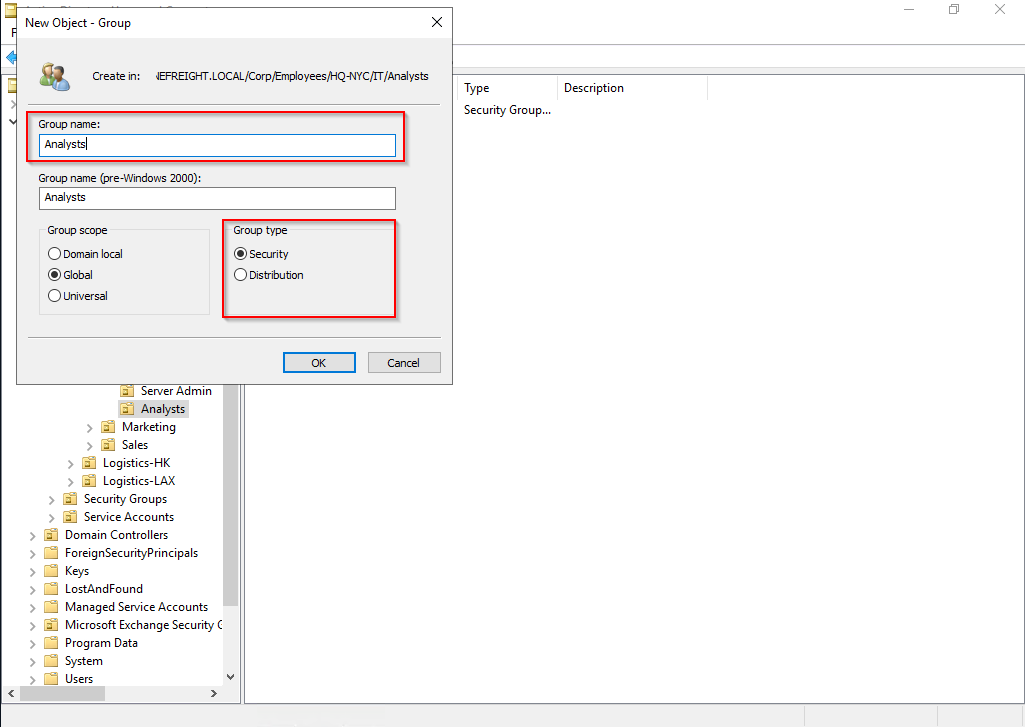 New Object - Group
Create in: NEFREIGHT.LOCAL/Corp/Employees/HQ-NYC/IT/Analysts
Type Description
Security Group...
Group name:
Analysts
Group name (pre-Windows 2000):
Analysts
Group scope
Domain local
Global
Universal
Group type
Security
Distribution
OK Cancel
Server Admin
Analysts
Marketing
Sales
Logistics-HK
Logistics-LAX
Security Groups
Service Accounts
Domain Controllers
ForeignSecurityPrincipals
Keys
LostAndFound
Managed Service Accounts
Microsoft Exchange Security
Program Data
System
Users